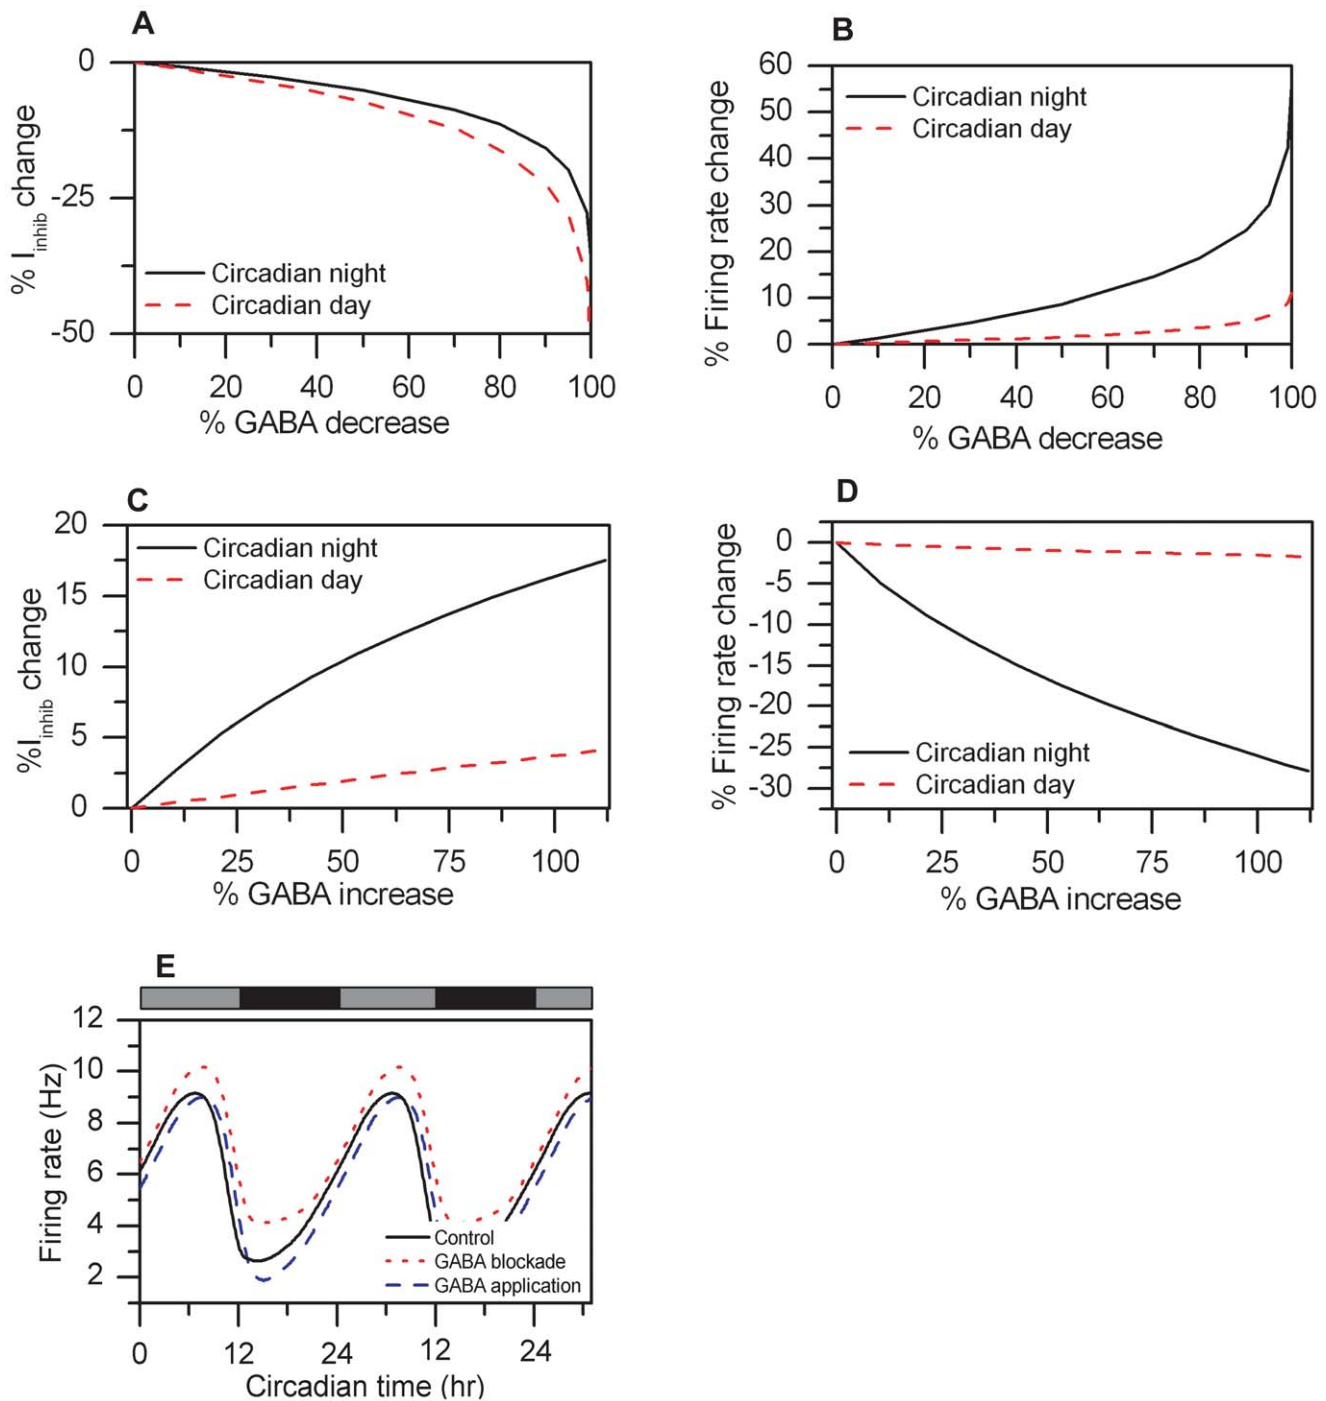 A
0
-25
-50
% Iinhib change
Circadian night
Circadian day
0 20 40 60 80 100
% GABA decrease
B
60
50
40
30
20
10
0
% Firing rate change
Circadian night
Circadian day
0 20 40 60 80 100
% GABA decrease
C
20
15
10
5
0
%Iinhib change
Circadian night
Circadian day
0 25 50 75 100
% GABA increase
D
0
-5
-10
-15
-20
-25
-30
% Firing rate change
Circadian night
Circadian day
0 25 50 75 100
% GABA increase
E
12
10
8
6
4
2
Firing rate (Hz)
Control
GABA blockade
GABA application
0 12 24 12 24
Circadian time (hr)